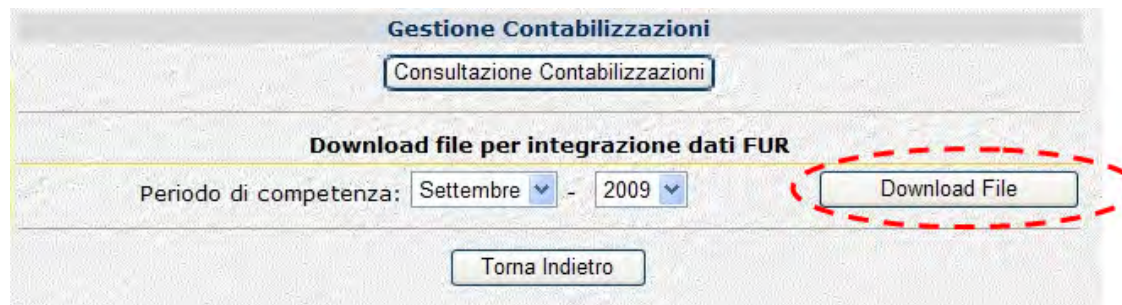 Gestione Contabilizzazioni
Consultazione Contabilizzazioni
Download file per integrazione dati FUR
Periodo di competenza: Settembre - 2009 Download File
Torna Indietro